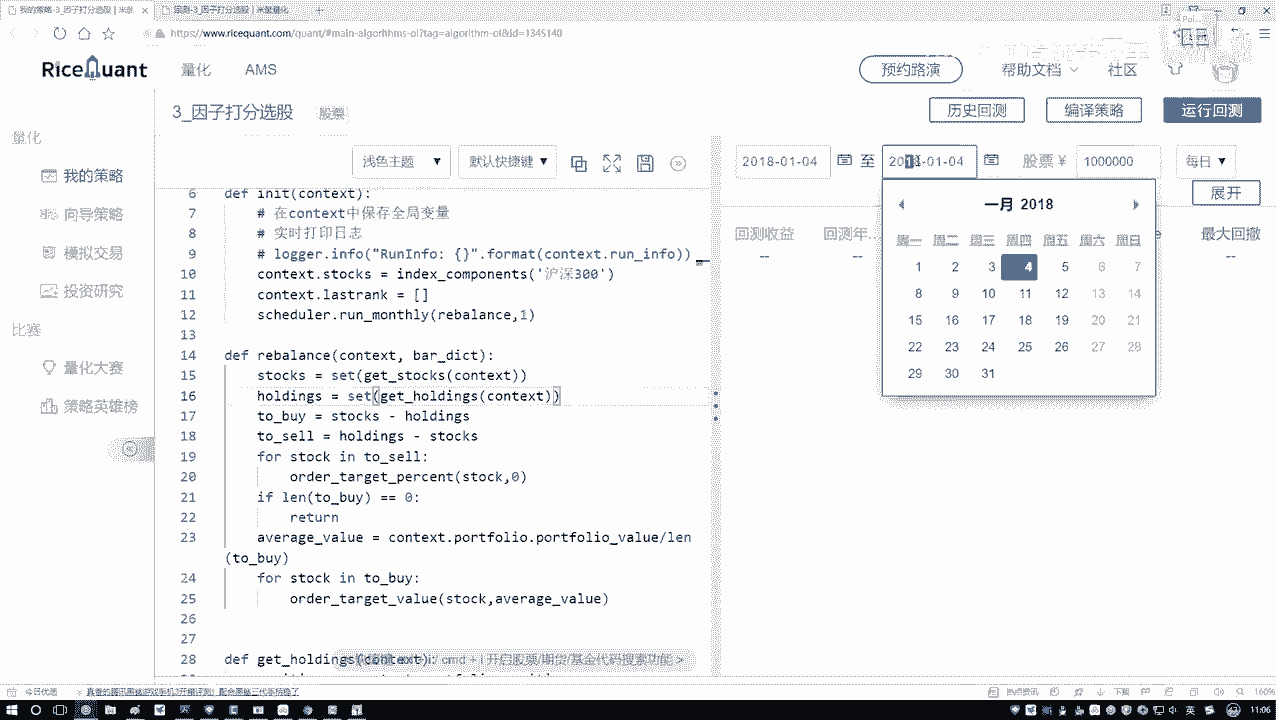 我的策略-3_因子打分选股 | 米筐
https://www.ricequant.com/quant/#main-algorithms-ol?tag=algorithm-ol&id=1345140
RiceQuant
量化
AMS
预约路演
帮助文档
社区
3_因子打分选股
股票
历史回测
编译策略
运行回测
量化
我的策略
向导策略
模拟交易
投资研究
比赛
量化大赛
策略英雄榜
浅色主题
默认快捷键
6 def init(context):
7 # 在context中保存全局变量
8 # 实时打印日志
9 # logger.info("RunInfo: {}".format(context.run_info))
10 context.stocks = index_components('沪深300')
11 context.lastrank = []
12 scheduler.run_monthly(rebalance,1)
13
14 def rebalance(context, bar_dict):
15 stocks = set(get_stocks(context))
16 holdings = set(get_holdings(context))
17 to_buy = stocks - holdings
18 to_sell = holdings - stocks
19 for stock in to_sell:
20 order_target_percent(stock,0)
21 if len(to_buy) == 0:
22 return
23 average_value = context.portfolio.portfolio_value/len
(to_buy)
24 for stock in to_buy:
25 order_target_value(stock,average_value)
26
27
28 def get_holdings(context):
开启股票/期货/基金代码搜索功能 >
2018-01-04
至
-01-04
股票 ¥
1000000
每日
展开
回测收益
回测年...
最大回撤
--
--
--
一月 2018
周一 周二 周三 周四 周五 周六 周日
1 2 3 4 5 6 7
8 9 10 11 12 13 14
15 16 17 18 19 20 21
22 23 24 25 26 27 28
29 30 31
今日优选
下载
160%
11:06